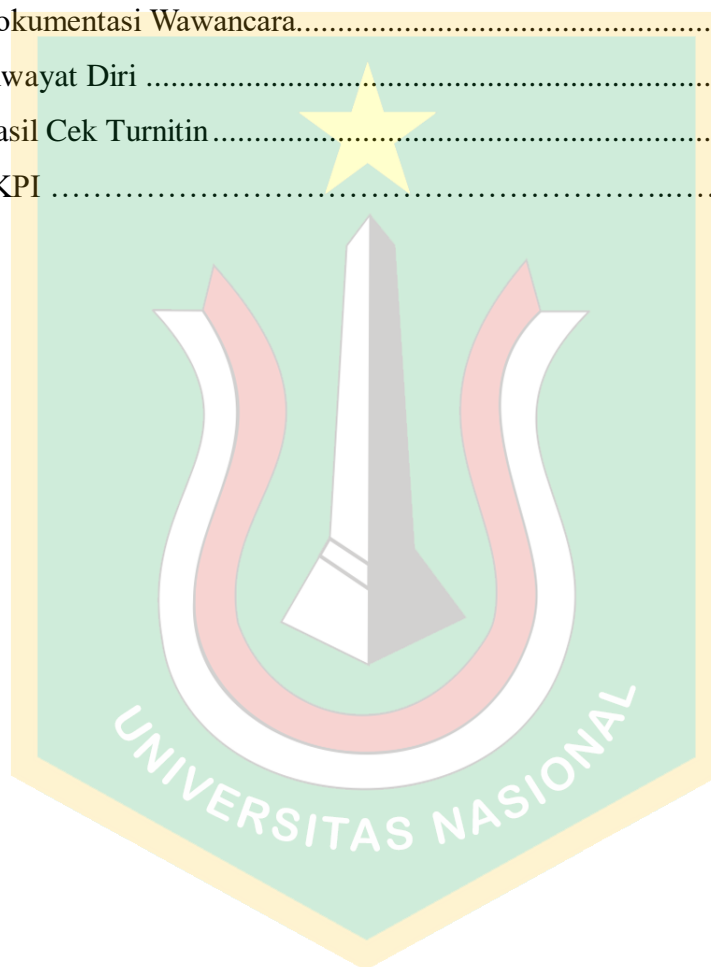 okumentasi Wawancara..................................................
wayat Diri ......................................................................
asil Cek Turnitin............................................................
KPI …………………………………………………..….
UNIVERSITAS NASIONAL